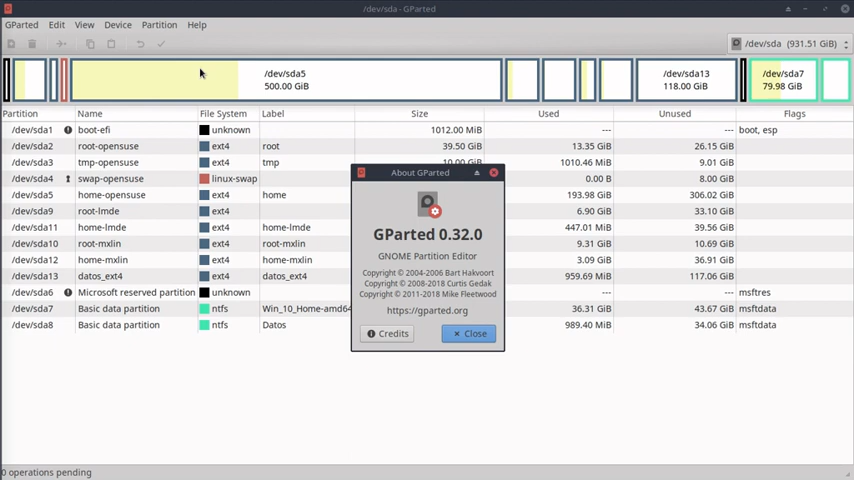 /dev/sda - GParted
GParted Edit View Device Partition Help
/dev/sda (931.51 GiB)
/dev/sda5
500.00 GiB
/dev/sda13
118.00 GiB
/dev/sda7
79.98 GiB
Partition Name File System Label Size Used Unused Flags
/dev/sda1 boot-efi unknown 1012.00 MiB --- --- boot, esp
/dev/sda2 root-opensuse ext4 root 39.50 GiB 13.35 GiB 26.15 GiB
/dev/sda3 tmp-opensuse ext4 tmp 10.00 GiB 1010.46 MiB 9.01 GiB
/dev/sda4 swap-opensuse linux-swap 0.00 B 8.00 GiB
/dev/sda5 home-opensuse ext4 home 193.98 GiB 306.02 GiB
/dev/sda9 root-lmde ext4 6.90 GiB 33.10 GiB
/dev/sda11 home-lmde ext4 home-lmde 447.01 MiB 39.56 GiB
/dev/sda10 root-mxlin ext4 root-mxlin 9.31 GiB 10.69 GiB
/dev/sda12 home-mxlin ext4 home-mxlin 3.09 GiB 36.91 GiB
/dev/sda13 datos_ext4 ext4 datos_ext4 959.69 MiB 117.06 GiB
/dev/sda6 Microsoft reserved partition unknown --- --- msftres
/dev/sda7 Basic data partition ntfs Win_10_Home-amd64 36.31 GiB 43.67 GiB msftdata
/dev/sda8 Basic data partition ntfs Datos 989.40 MiB 34.06 GiB msftdata
About GParted
GParted 0.32.0
GNOME Partition Editor
Copyright © 2004-2006 Bart Hakvoort
Copyright © 2008-2018 Curtis Gedak
Copyright © 2011-2018 Mike Fleetwood
https://gparted.org
Credits
Close
0 operations pending